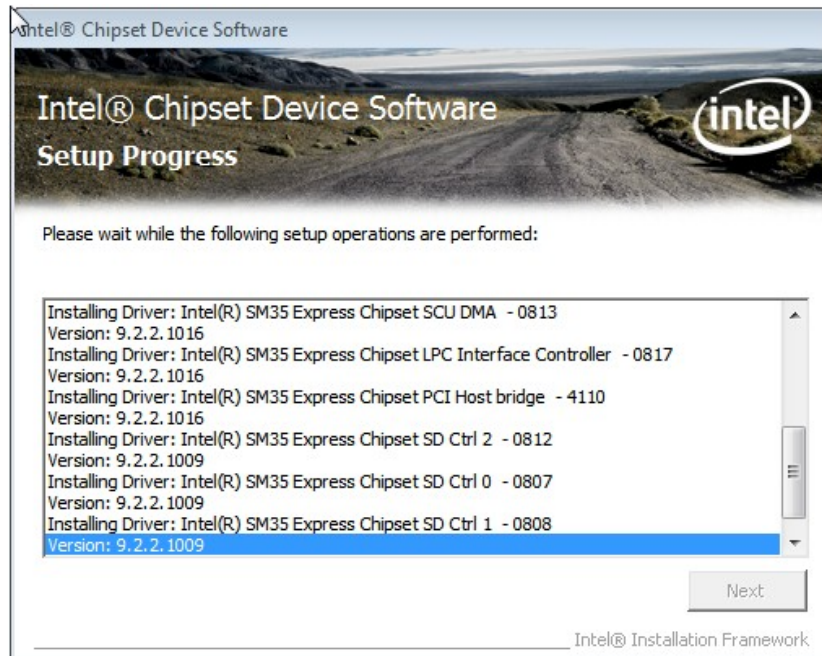 Intel® Chipset Device Software
Intel® Chipset Device Software
intel
Setup Progress
Please wait while the following setup operations are performed:
Installing Driver: Intel(R) SM35 Express Chipset SCU DMA - 0813
Version: 9.2.2.1016
Installing Driver: Intel(R) SM35 Express Chipset LPC Interface Controller - 0817
Version: 9.2.2.1016
Installing Driver: Intel(R) SM35 Express Chipset PCI Host bridge - 4110
Version: 9.2.2.1016
Installing Driver: Intel(R) SM35 Express Chipset SD Ctrl 2 - 0812
Version: 9.2.2.1009
Installing Driver: Intel(R) SM35 Express Chipset SD Ctrl 0 - 0807
Version: 9.2.2.1009
Installing Driver: Intel(R) SM35 Express Chipset SD Ctrl 1 - 0808
Version: 9.2.2.1009
Next
Intel® Installation Framework